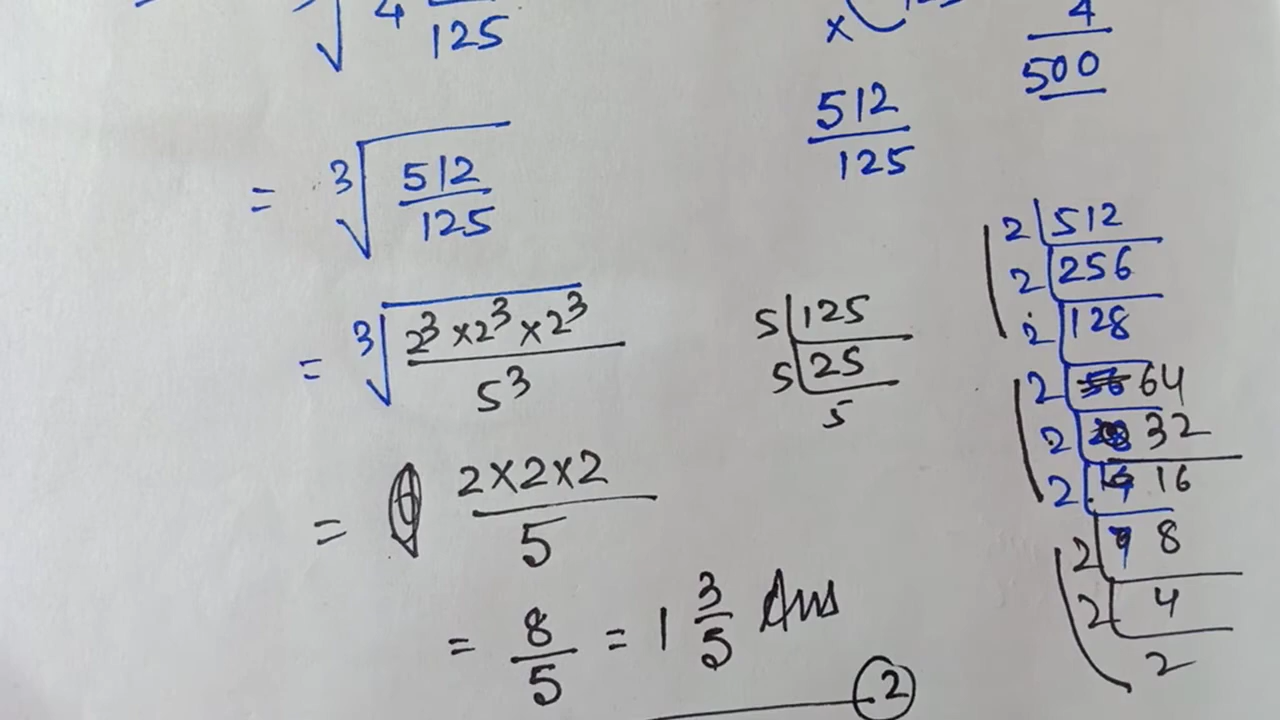 4 125
= ∛(512/125)
= ∛((2³ × 2³ × 2³)/5³)
= (2×2×2)/5
= 8/5 = 1 3/5 Ans
2
×
4
500
512/125
5 | 125
5 | 25
5
2 | 512
2 | 256
2 | 128
2 | 64
2 | 32
2 | 16
2 | 8
2 | 4
2